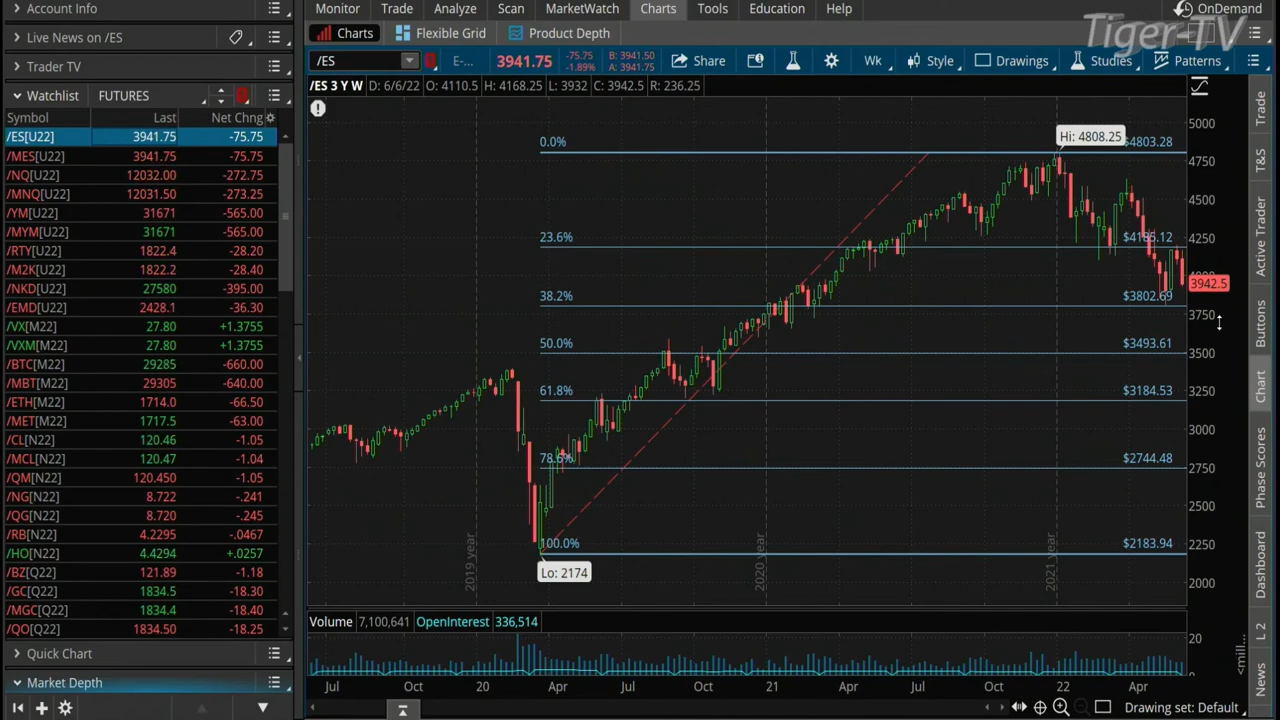 Account Info
Monitor Trade Analyze Scan MarketWatch Charts Tools Education Help
OnDemand
Tiger-TV
Live News on /ES
Charts Flexible Grid Product Depth
Trader TV
/ES E-... 3941.75 -75.75 -1.89% B: 3941.50 A: 3941.75 Share Wk Style Drawings Studies Patterns
Watchlist FUTURES
/ES 3 Y W D: 6/6/22 O: 4110.5 H: 4168.25 L: 3932 C: 3942.5 R: 236.25
Symbol Last Net Chng
/ES[U22] 3941.75 -75.75
/MES[U22] 3941.75 -75.75
/NQ[U22] 12032.00 -272.75
/MNQ[U22] 12031.50 -273.25
/YM[U22] 31671 -565.00
/MYM[U22] 31671 -565.00
/RTY[U22] 1822.4 -28.20
/M2K[U22] 1822.2 -28.40
/NKD[U22] 27580 -395.00
/EMD[U22] 2428.1 -36.30
/VX[M22] 27.80 +1.3755
/VXM[M22] 27.80 +1.3755
/BTC[M22] 29285 -660.00
/MBT[M22] 29305 -640.00
/ETH[M22] 1714.0 -66.50
/MET[M22] 1717.5 -63.00
/CL[N22] 120.46 -1.05
/MCL[N22] 120.47 -1.04
/QM[N22] 120.450 -1.05
/NG[N22] 8.722 -.241
/QG[N22] 8.720 -.245
/RB[N22] 4.2295 -.0467
/HO[N22] 4.4294 +.0257
/BZ[Q22] 121.89 -1.18
/GC[Q22] 1834.5 -18.30
/MGC[Q22] 1834.4 -18.30
/QO[Q22] 1834.50 -18.25
Quick Chart
Market Depth
0.0% $4803.28
Hi: 4808.25
23.6% $4185.12
38.2% $3802.69
50.0% $3493.61
61.8% $3184.53
78.6% $2744.48
100.0% $2183.94
Lo: 2174
2019 year
2020 year
2021 year
5000
4750
4500
4250
4000
3942.5
3750
3500
3250
3000
2750
2500
2250
2000
Volume 7,100,641 OpenInterest 336,514
20
0
<mill...
Jul Oct 20 Apr Jul Oct 21 Apr Jul Oct 22 Apr
Drawing set: Default
Trade
T&S
Active Trader
Buttons
Chart
Phase Scores
Dashboard
L 2
News